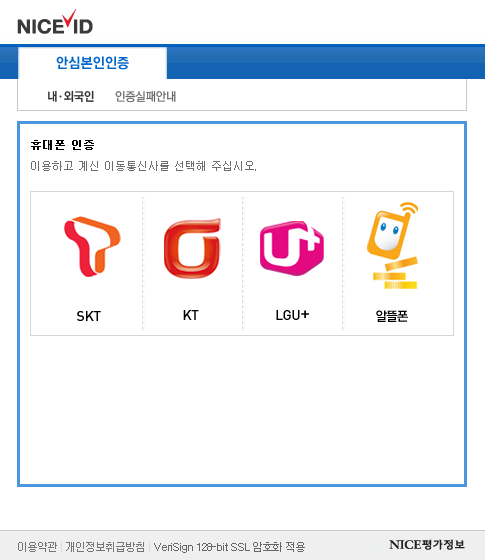 NICE ID
안심본인인증
내·외국인 인증실패안내
휴대폰 인증
이용하고 계신 이동통신사를 선택해 주십시오.
SKT KT LGU+ 알뜰폰
이용약관 | 개인정보취급방침 | VeriSign 128-bit SSL 암호화 적용
NICE평가정보